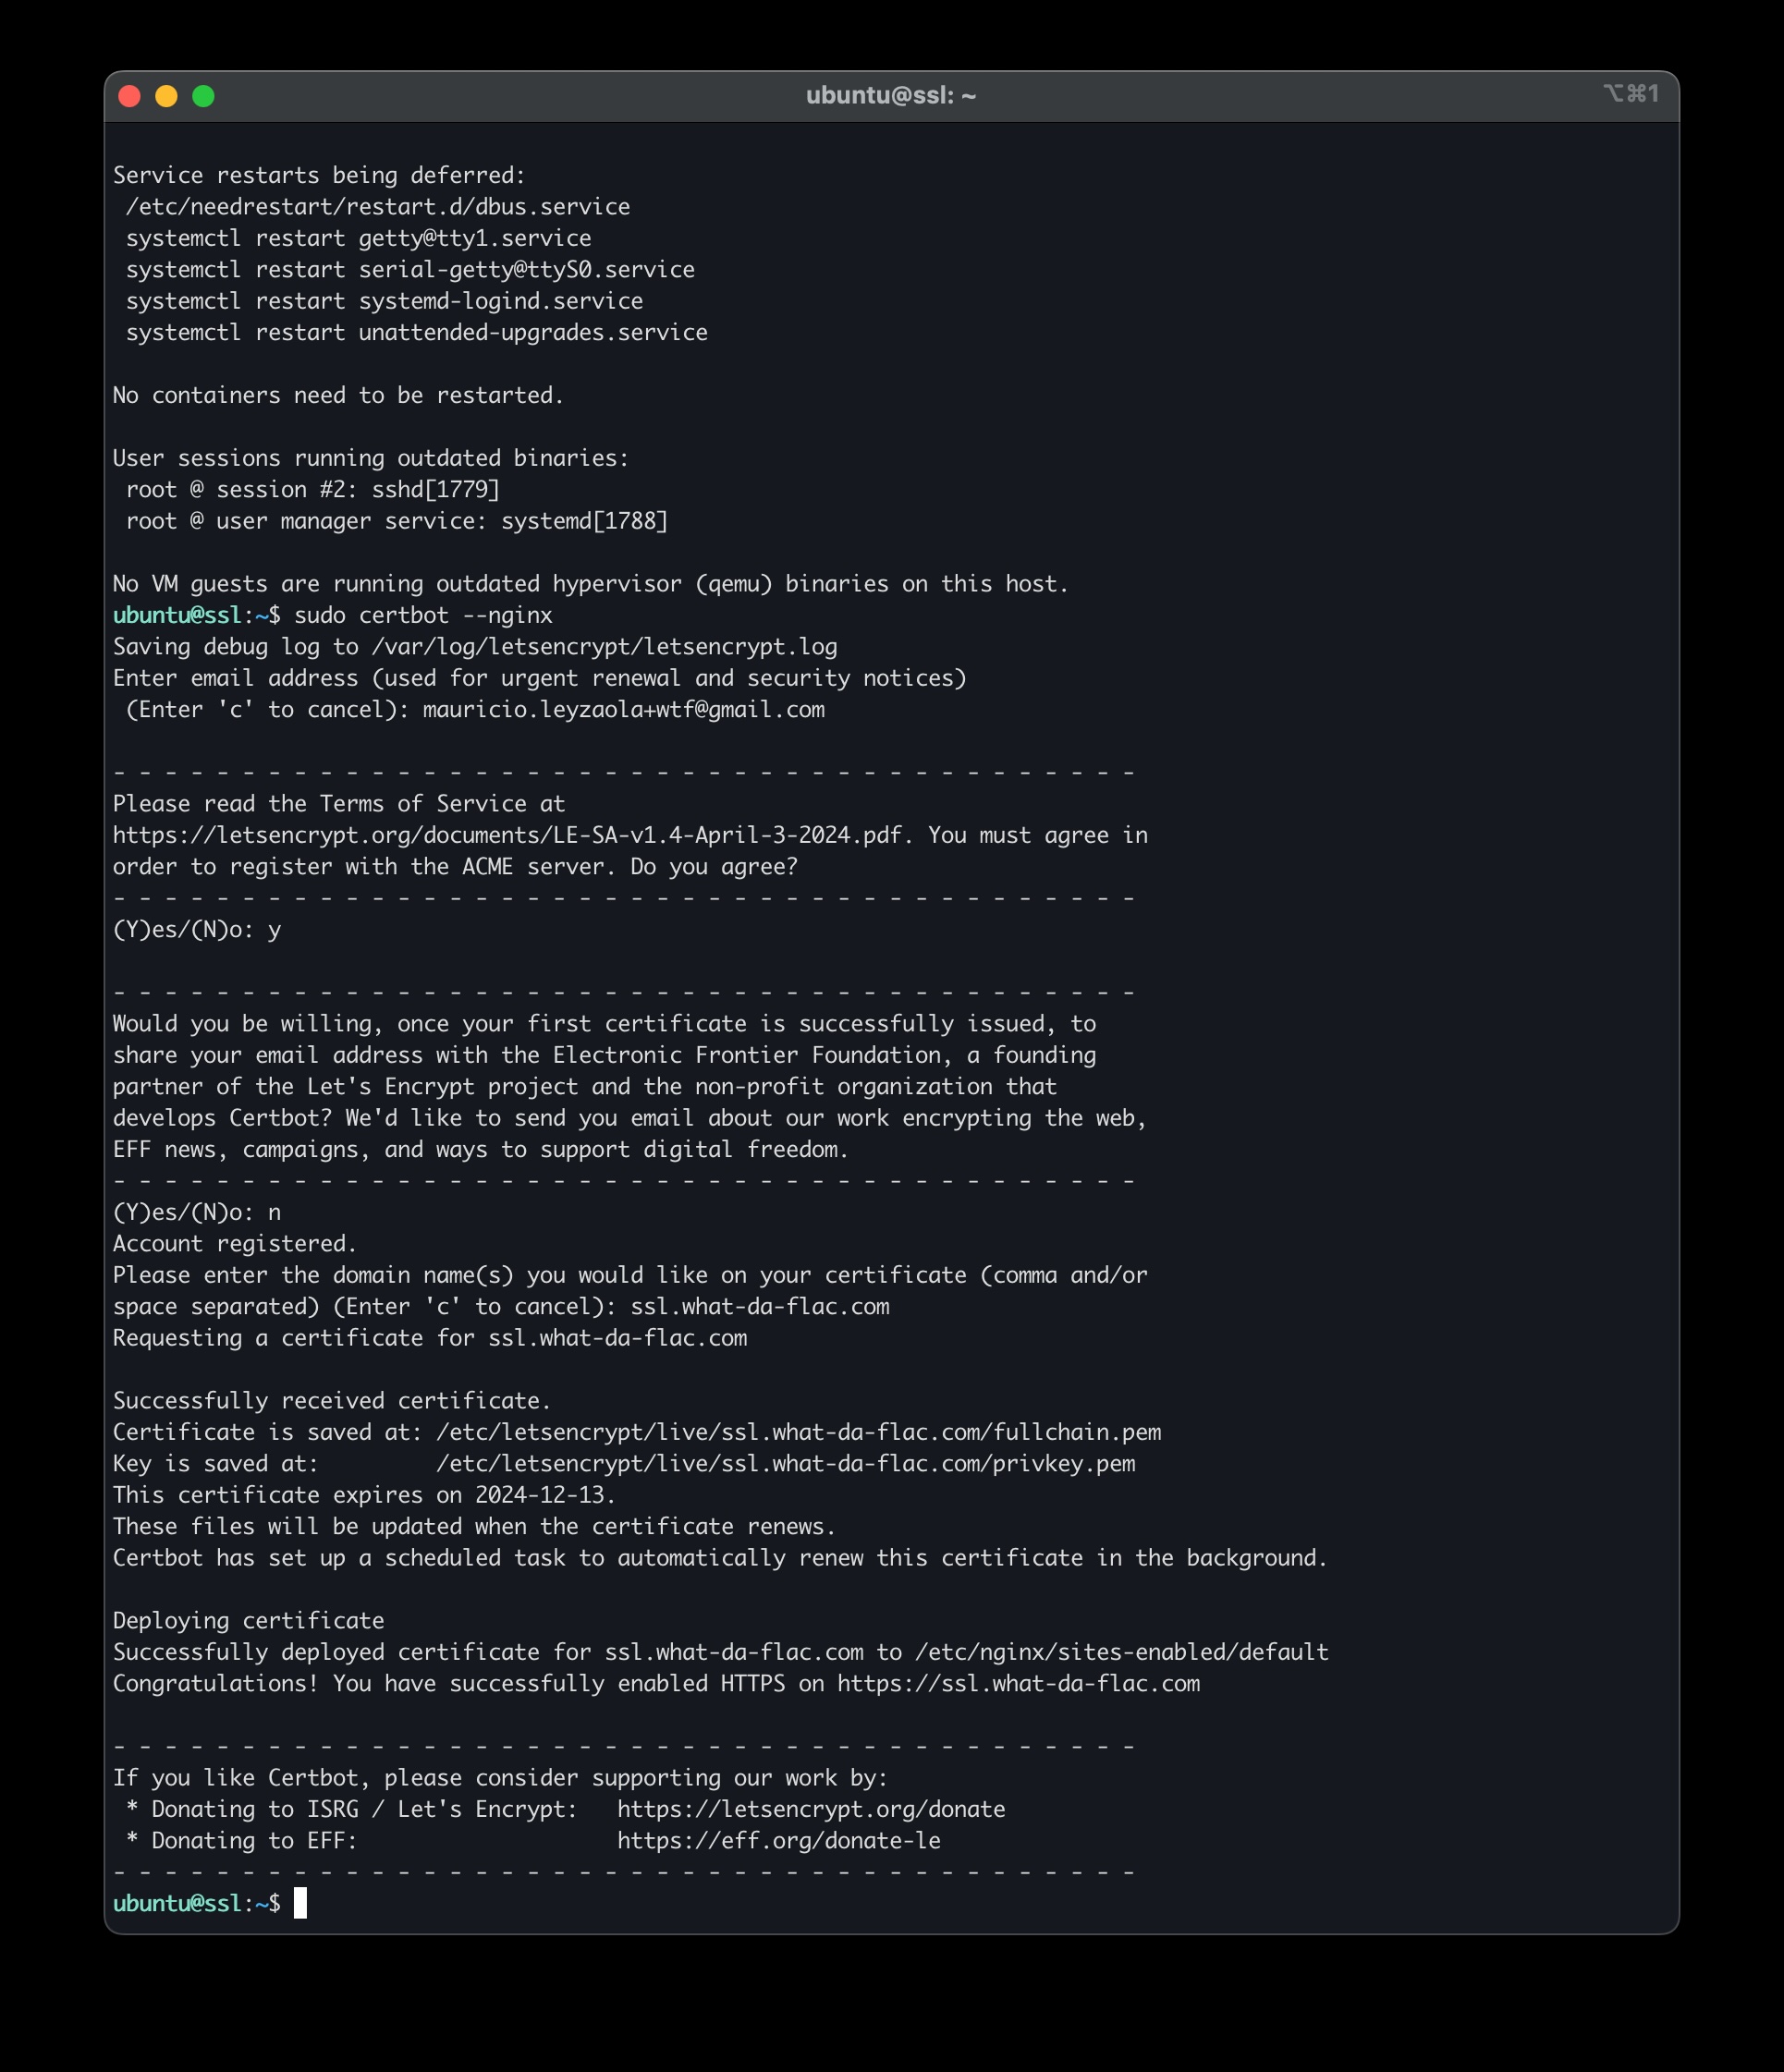 ubuntu@ssl: ~
⌥⌘1
Service restarts being deferred:
 /etc/needrestart/restart.d/dbus.service
 systemctl restart getty@tty1.service
 systemctl restart serial-getty@ttyS0.service
 systemctl restart systemd-logind.service
 systemctl restart unattended-upgrades.service
No containers need to be restarted.
User sessions running outdated binaries:
 root @ session #2: sshd[1779]
 root @ user manager service: systemd[1788]
No VM guests are running outdated hypervisor (qemu) binaries on this host.
ubuntu@ssl:~$ sudo certbot --nginx
Saving debug log to /var/log/letsencrypt/letsencrypt.log
Enter email address (used for urgent renewal and security notices)
 (Enter 'c' to cancel): mauricio.leyzaola+wtf@gmail.com
- - - - - - - - - - - - - - - - - - - - - - - - - - - - - - - - - - - - - - - -
Please read the Terms of Service at
https://letsencrypt.org/documents/LE-SA-v1.4-April-3-2024.pdf. You must agree in
order to register with the ACME server. Do you agree?
- - - - - - - - - - - - - - - - - - - - - - - - - - - - - - - - - - - - - - - -
(Y)es/(N)o: y
- - - - - - - - - - - - - - - - - - - - - - - - - - - - - - - - - - - - - - - -
Would you be willing, once your first certificate is successfully issued, to
share your email address with the Electronic Frontier Foundation, a founding
partner of the Let's Encrypt project and the non-profit organization that
develops Certbot? We'd like to send you email about our work encrypting the web,
EFF news, campaigns, and ways to support digital freedom.
- - - - - - - - - - - - - - - - - - - - - - - - - - - - - - - - - - - - - - - -
(Y)es/(N)o: n
Account registered.
Please enter the domain name(s) you would like on your certificate (comma and/or
space separated) (Enter 'c' to cancel): ssl.what-da-flac.com
Requesting a certificate for ssl.what-da-flac.com
Successfully received certificate.
Certificate is saved at: /etc/letsencrypt/live/ssl.what-da-flac.com/fullchain.pem
Key is saved at:         /etc/letsencrypt/live/ssl.what-da-flac.com/privkey.pem
This certificate expires on 2024-12-13.
These files will be updated when the certificate renews.
Certbot has set up a scheduled task to automatically renew this certificate in the background.
Deploying certificate
Successfully deployed certificate for ssl.what-da-flac.com to /etc/nginx/sites-enabled/default
Congratulations! You have successfully enabled HTTPS on https://ssl.what-da-flac.com
- - - - - - - - - - - - - - - - - - - - - - - - - - - - - - - - - - - - - - - -
If you like Certbot, please consider supporting our work by:
 * Donating to ISRG / Let's Encrypt:   https://letsencrypt.org/donate
 * Donating to EFF:                    https://eff.org/donate-le
- - - - - - - - - - - - - - - - - - - - - - - - - - - - - - - - - - - - - - - -
ubuntu@ssl:~$